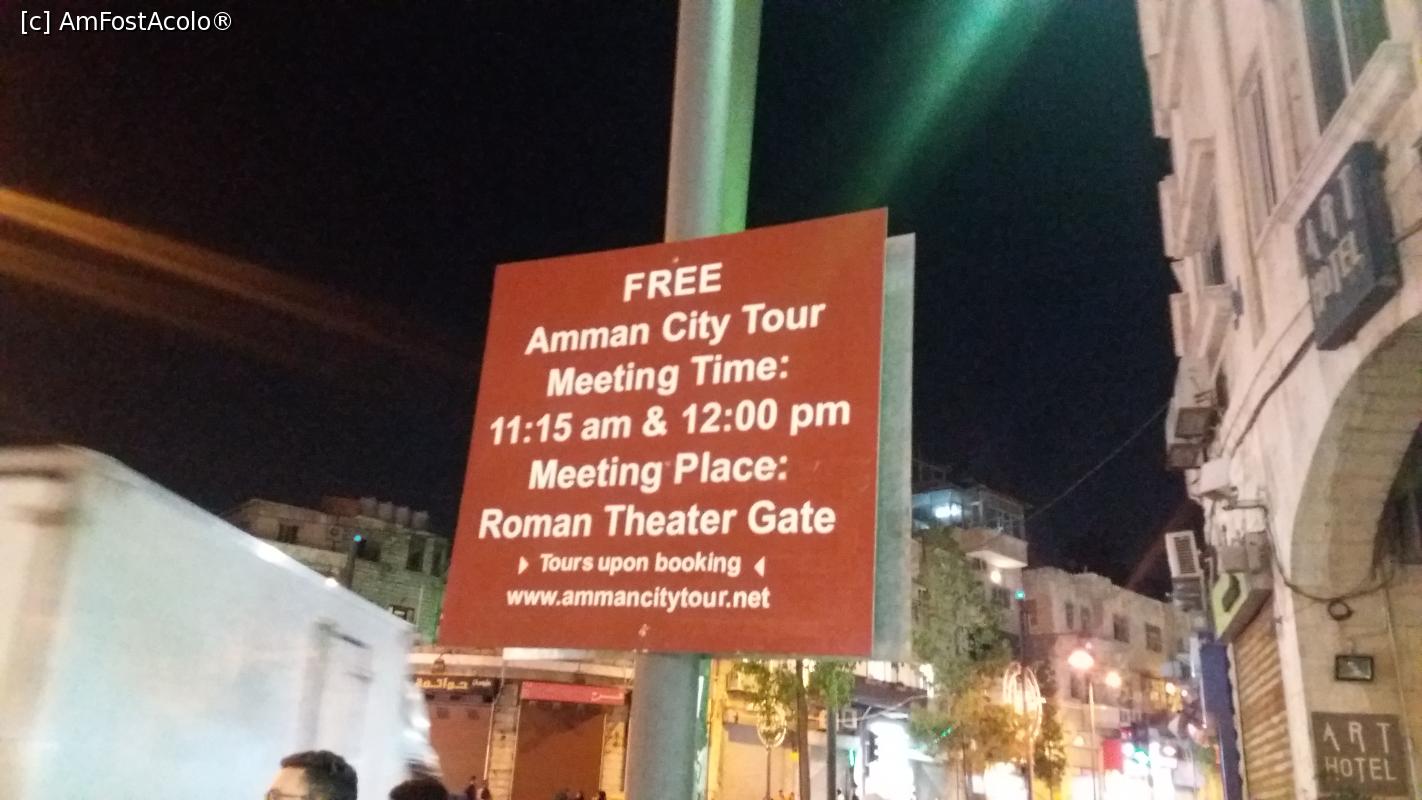 [c] AmFostAcolo®
FREE
Amman City Tour
Meeting Time:
11:15 am & 12:00 pm
Meeting Place:
Roman Theater Gate
Tours upon booking
www.ammancitytour.net
ART
HOTEL
ART
HOTEL